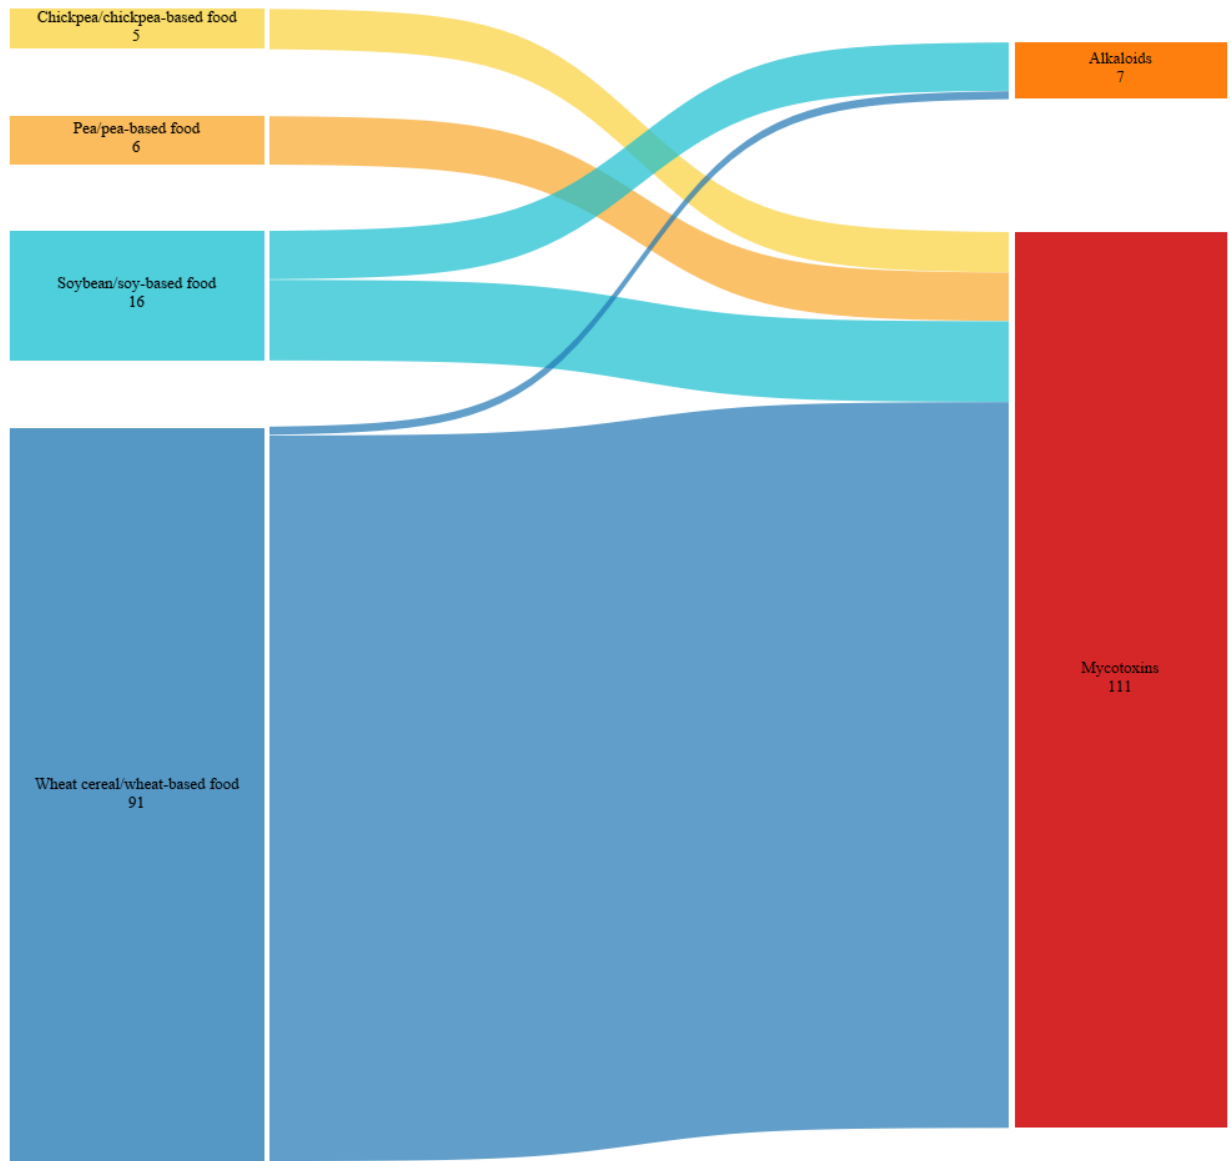 Chickpea/chickpea-based food
5
Pea/pea-based food
6
Soybean/soy-based food
16
Wheat cereal/wheat-based food
91
Alkaloids
7
Mycotoxins
111